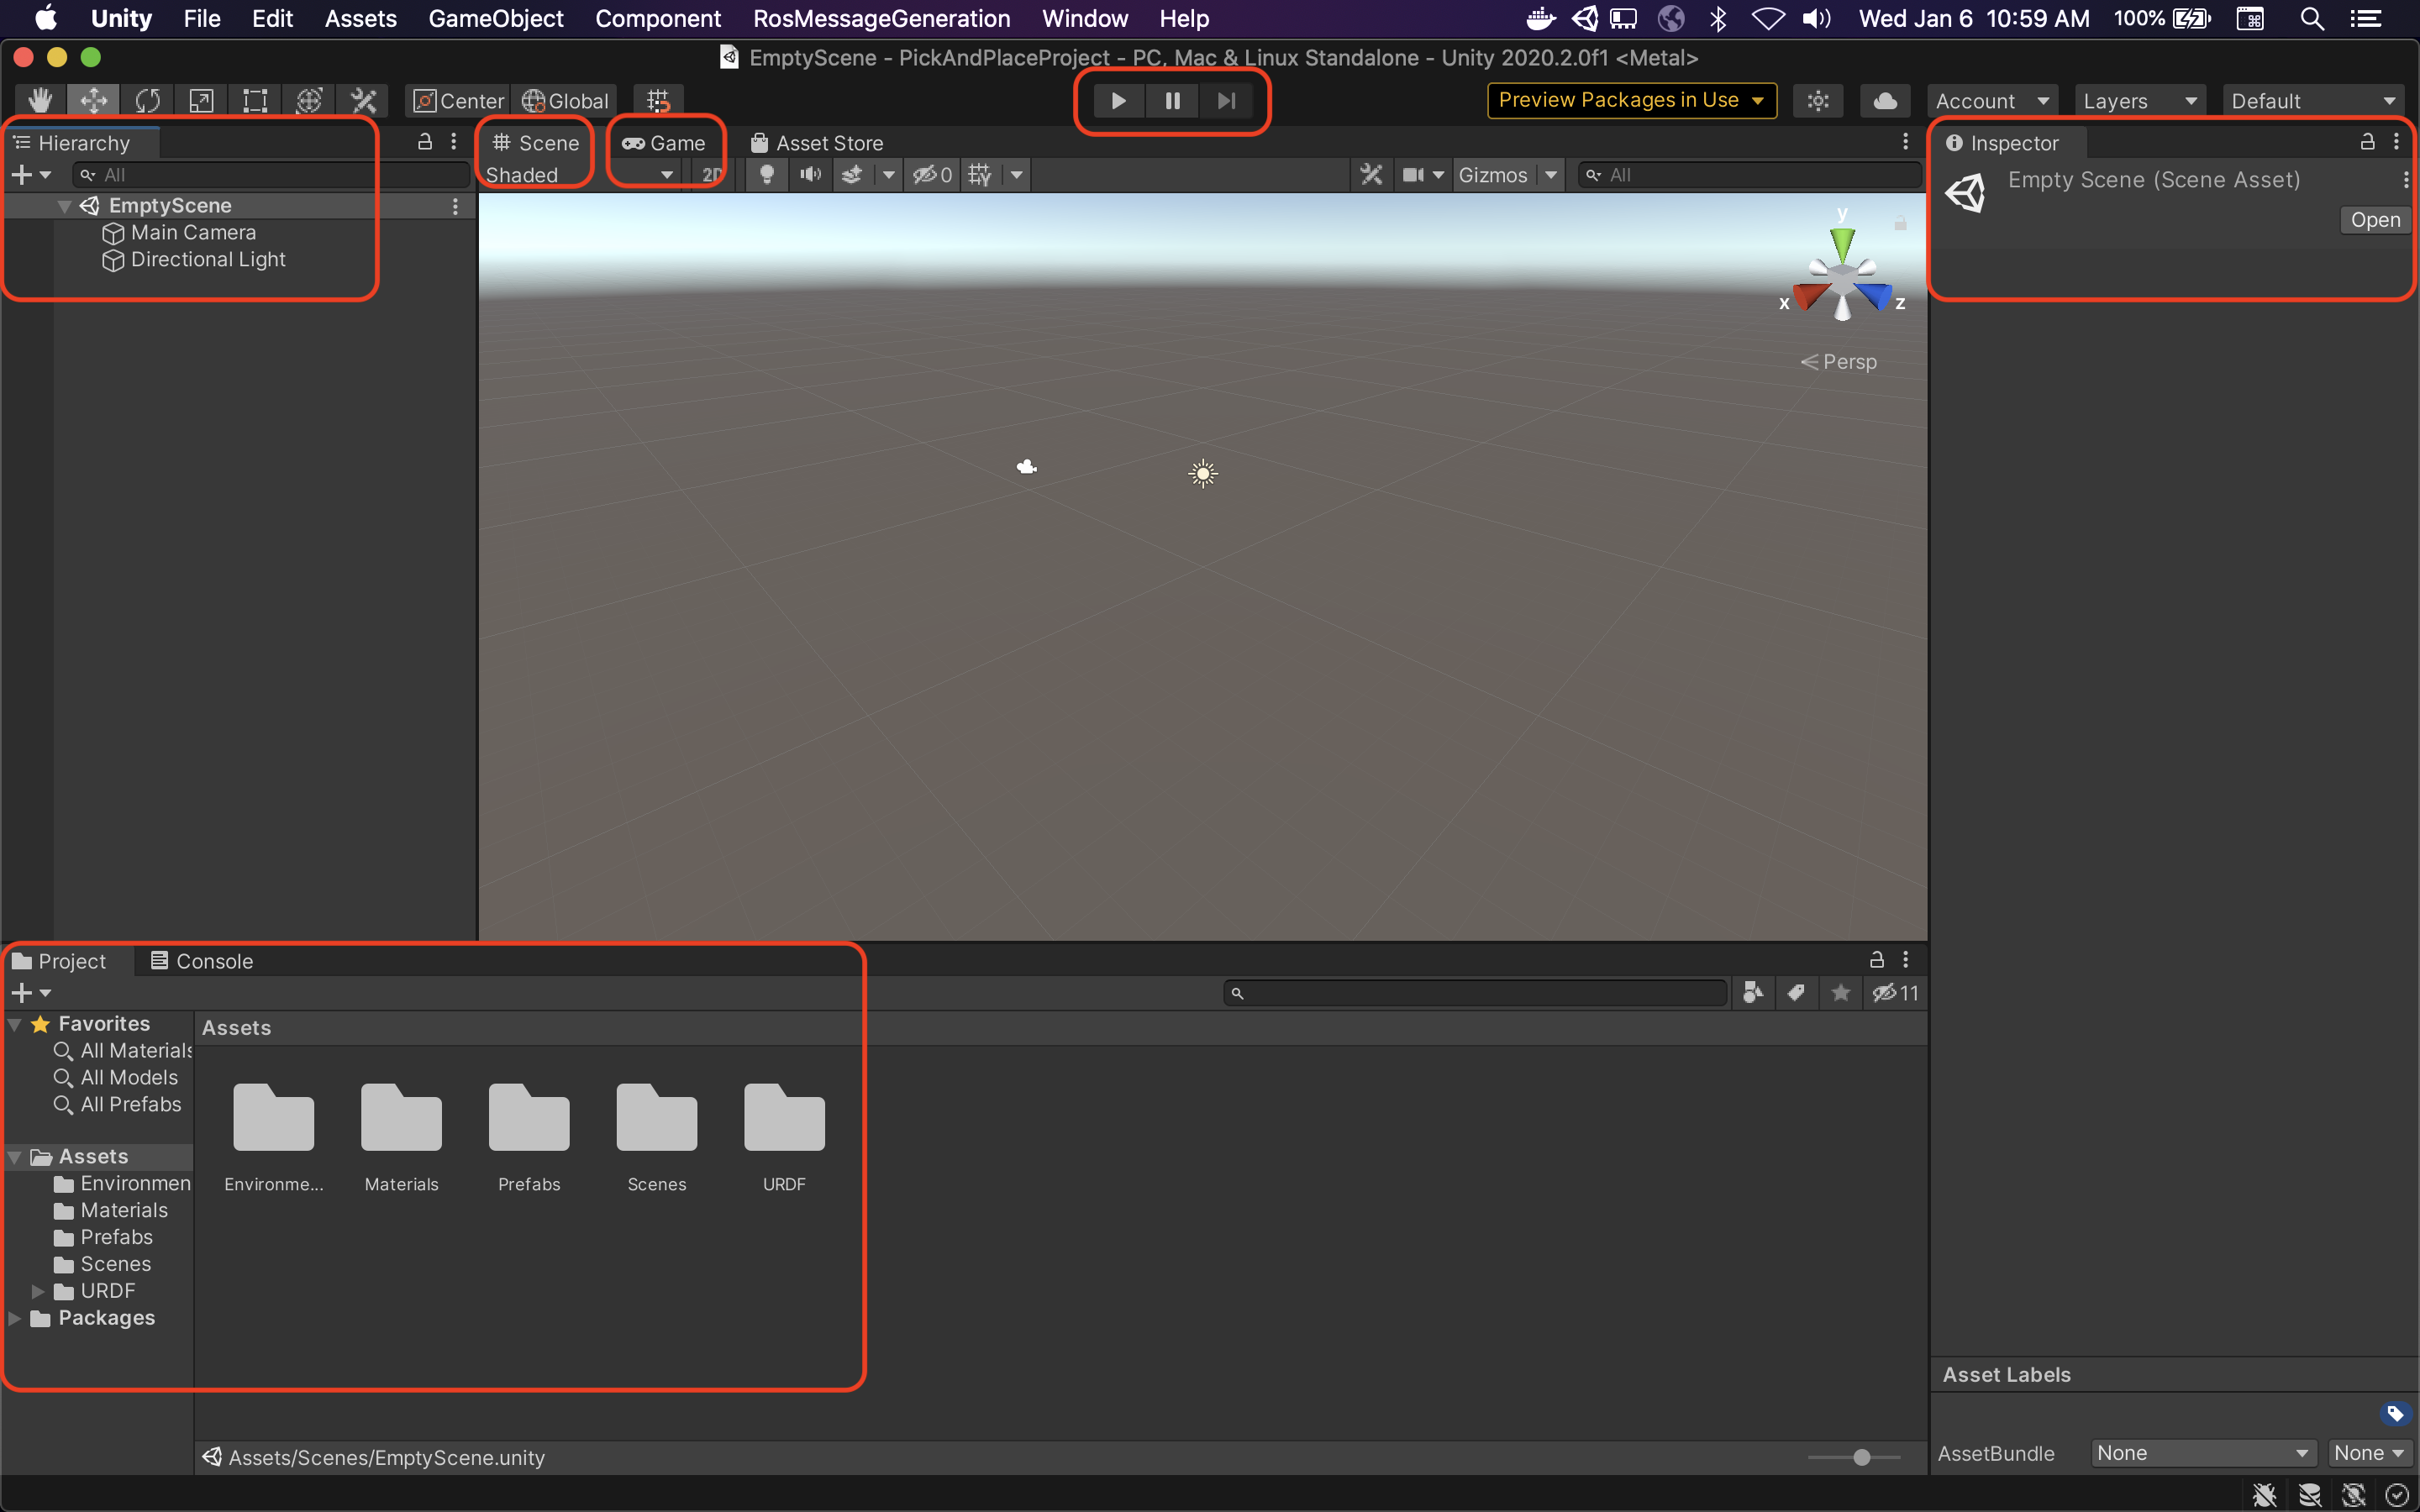 Unity File Edit Assets GameObject Component RosMessageGeneration Window Help Wed Jan 6 10:59 AM 100%
EmptyScene - PickAndPlaceProject - PC, Mac & Linux Standalone - Unity 2020.2.0f1 <Metal>
Center Global Preview Packages in Use Account Layers Default
Hierarchy Scene Game Asset Store Inspector
All Shaded 2D 0 Gizmos All
Empty Scene (Scene Asset)
Open
EmptyScene
Main Camera
Directional Light
y
x z
Persp
Project Console
11
Favorites
All Materials
All Models
All Prefabs
Assets
Environmen
Materials
Prefabs
Scenes
URDF
Packages
Assets
Environme... Materials Prefabs Scenes URDF
Assets/Scenes/EmptyScene.unity
Asset Labels
AssetBundle None None